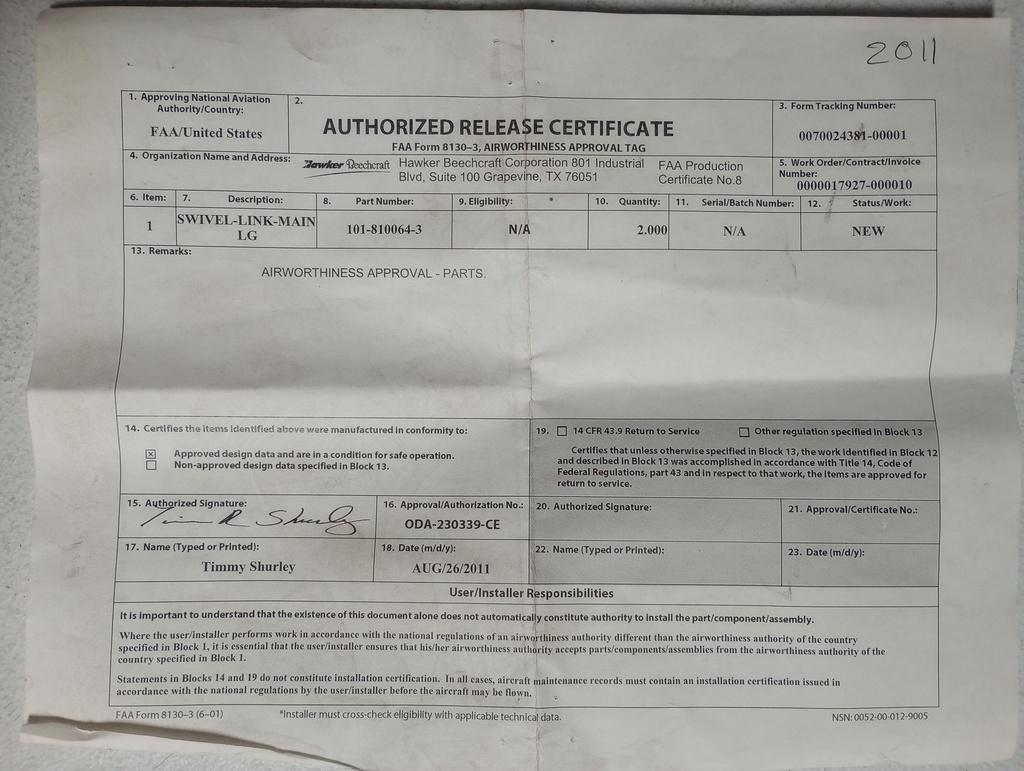 2011
1. Approving National Aviation Authority/Country:
FAA/United States
2.
AUTHORIZED RELEASE CERTIFICATE
FAA Form 8130–3, AIRWORTHINESS APPROVAL TAG
3. Form Tracking Number:
0070024381-00001
4. Organization Name and Address:
Hawker Beechcraft
Hawker Beechcraft Corporation 801 Industrial
Blvd, Suite 100 Grapevine, TX 76051
FAA Production
Certificate No.8
5. Work Order/Contract/Invoice
Number:
0000017927-000010
6. Item:
7. Description:
8. Part Number:
9. Eligibility: *
10. Quantity:
11. Serial/Batch Number:
12. Status/Work:
1
SWIVEL-LINK-MAIN
LG
101-810064-3
N/A
2.000
N/A
NEW
13. Remarks:
AIRWORTHINESS APPROVAL - PARTS.
14. Certifies the items identified above were manufactured in conformity to:
☒ Approved design data and are in a condition for safe operation.
☐ Non-approved design data specified in Block 13.
19. ☐ 14 CFR 43.9 Return to Service ☐ Other regulation specified in Block 13
Certifies that unless otherwise specified in Block 13, the work identified in Block 12
and described in Block 13 was accomplished in accordance with Title 14, Code of
Federal Regulations, part 43 and in respect to that work, the items are approved for
return to service.
15. Authorized Signature:
Tim R Shurley
16. Approval/Authorization No.:
ODA-230339-CE
20. Authorized Signature:
21. Approval/Certificate No.:
17. Name (Typed or Printed):
Timmy Shurley
18. Date (m/d/y):
AUG/26/2011
22. Name (Typed or Printed):
23. Date (m/d/y):
User/Installer Responsibilities
It is important to understand that the existence of this document alone does not automatically constitute authority to install the part/component/assembly.
Where the user/installer performs work in accordance with the national regulations of an airworthiness authority different than the airworthiness authority of the country
specified in Block 1, it is essential that the user/installer ensures that his/her airworthiness authority accepts parts/components/assemblies from the airworthiness authority of the
country specified in Block 1.
Statements in Blocks 14 and 19 do not constitute installation certification. In all cases, aircraft maintenance records must contain an installation certification issued in
accordance with the national regulations by the user/installer before the aircraft may be flown.
FAA Form 8130–3 (6–01)
*Installer must cross-check eligibility with applicable technical data.
NSN: 0052-00-012-9005